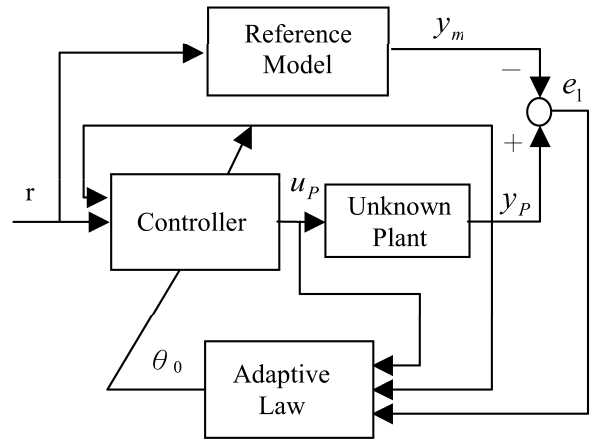 Reference
Model
y_m
−
e_1
+
r
Controller
u_P
Unknown
Plant
y_P
θ_0
Adaptive
Law